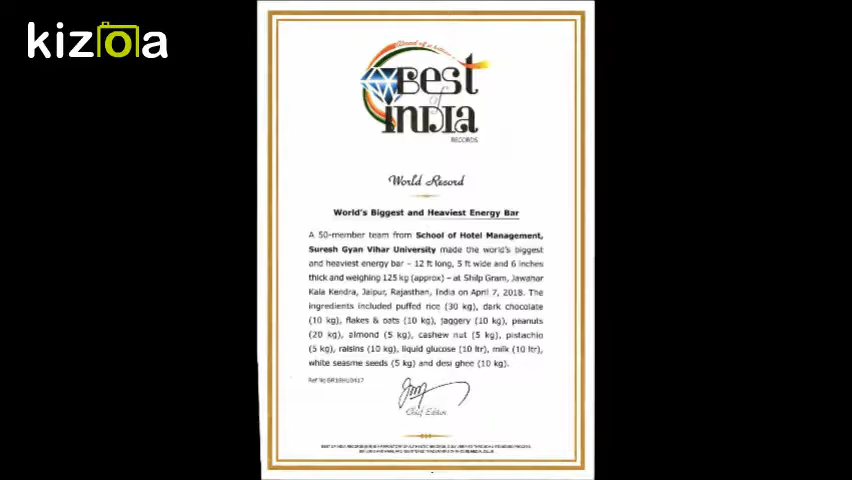 kizoa
Brand of a nation
BEST
of
INDIA
RECORDS
World Record
World's Biggest and Heaviest Energy Bar
A 50-member team from School of Hotel Management,
Suresh Gyan Vihar University made the world's biggest
and heaviest energy bar – 12 ft long, 5 ft wide and 6 inches
thick and weighing 125 kg (approx) – at Shilp Gram, Jawahar
Kala Kendra, Jaipur, Rajasthan, India on April 7, 2018. The
ingredients included puffed rice (30 kg), dark chocolate
(10 kg), flakes & oats (10 kg), jaggery (10 kg), peanuts
(20 kg), almond (5 kg), cashew nut (5 kg), pistachio
(5 kg), raisins (10 kg), liquid glucose (10 ltr), milk (10 ltr),
white seasme seeds (5 kg) and desi ghee (10 kg).
Ref No
Chief Editor